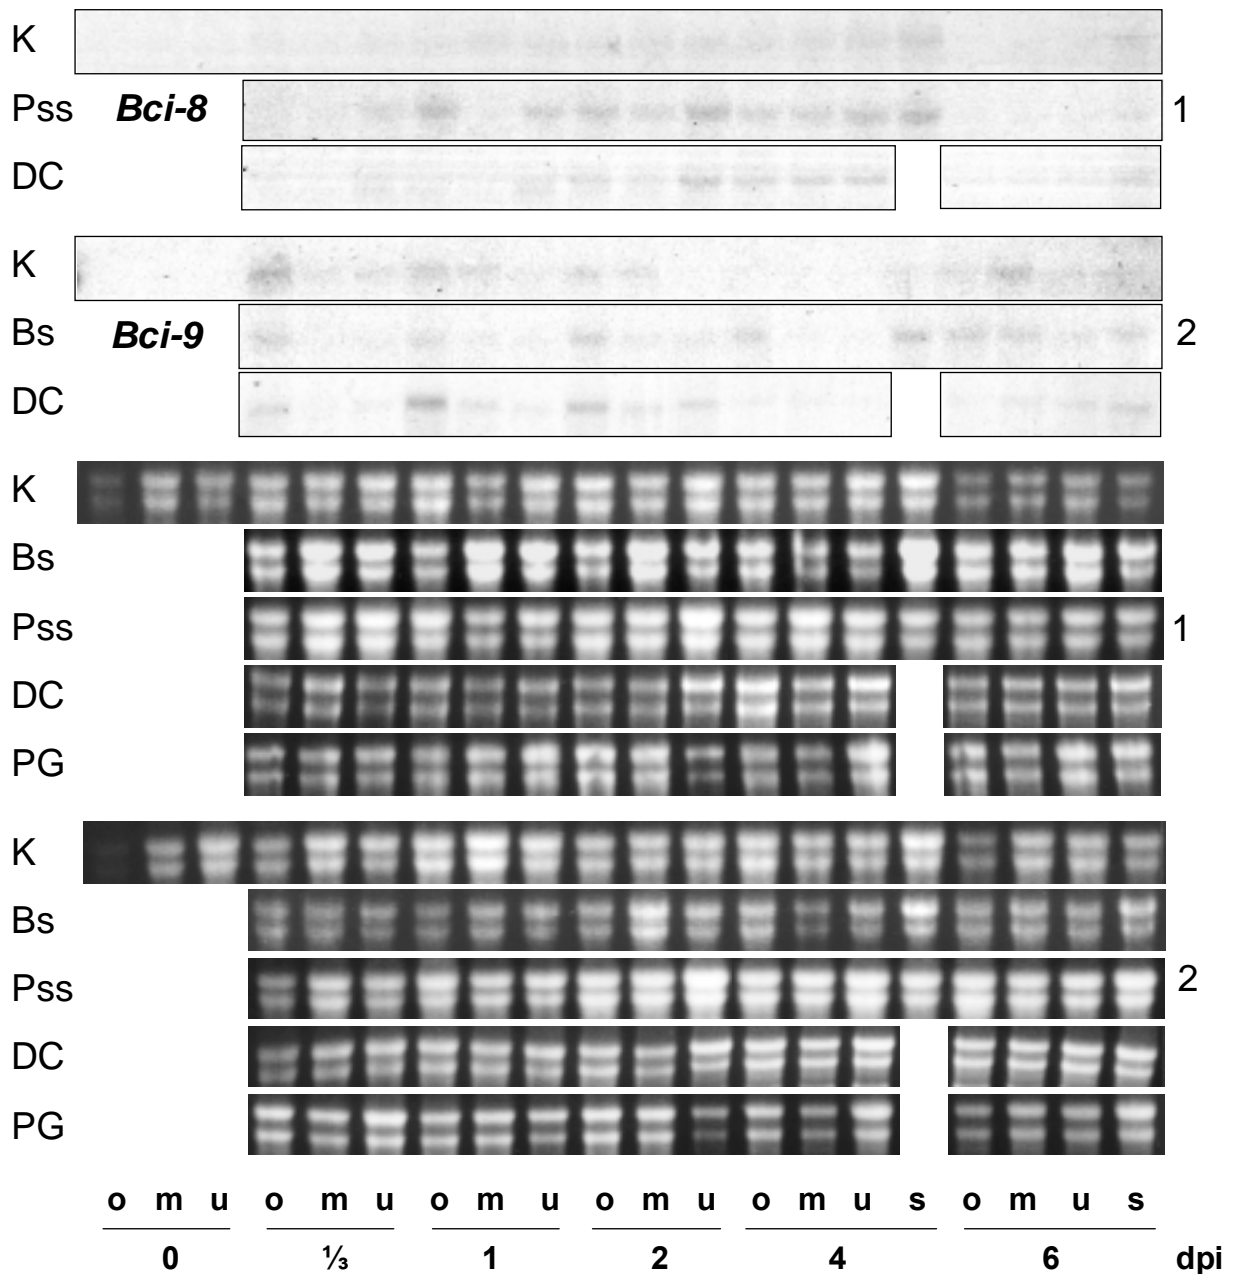 K
Pss Bci-8 1
DC
K
Bs Bci-9 2
DC
K
Bs
Pss 1
DC
PG
K
Bs
Pss 2
DC
PG
o m u o m u o m u o m u o m u s o m u s
0 ⅓ 1 2 4 6 dpi